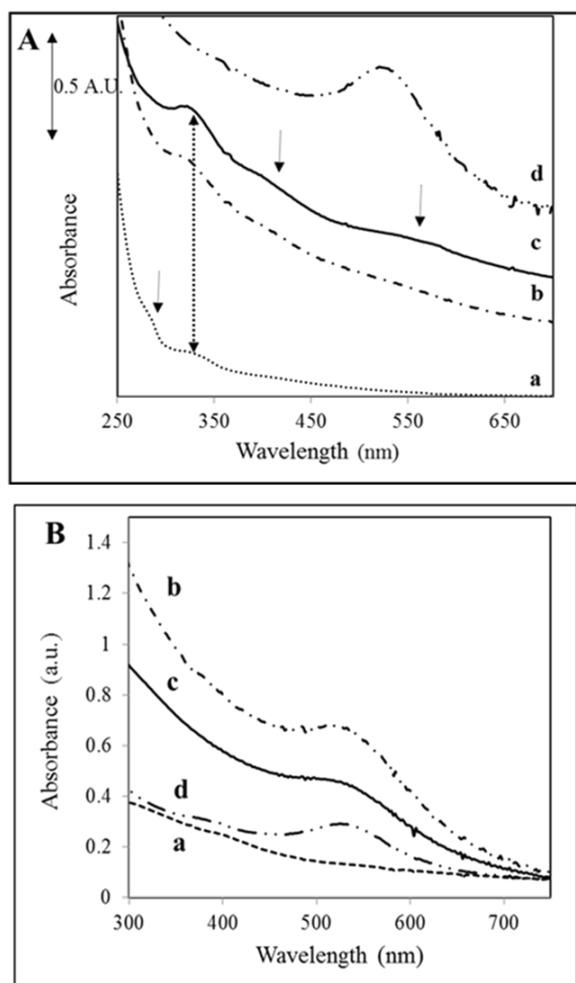 A
0.5 A.U.
Absorbance
d
c
b
a
250 350 450 550 650
Wavelength (nm)
B
1.4
1.2
1
0.8
0.6
0.4
0.2
0
Absorbance (a.u.)
b
c
d
a
300 400 500 600 700
Wavelength (nm)